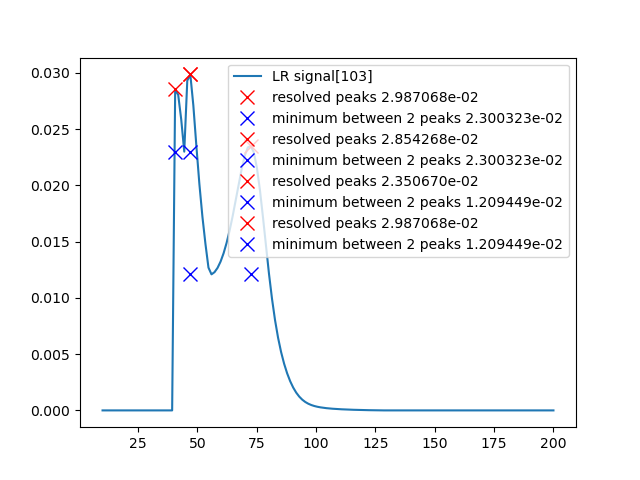 0.030
0.025
0.020
0.015
0.010
0.005
0.000
25
50
75
100
125
150
175
200
LR signal[103]
resolved peaks 2.987068e-02
minimum between 2 peaks 2.300323e-02
resolved peaks 2.854268e-02
minimum between 2 peaks 2.300323e-02
resolved peaks 2.350670e-02
minimum between 2 peaks 1.209449e-02
resolved peaks 2.987068e-02
minimum between 2 peaks 1.209449e-02